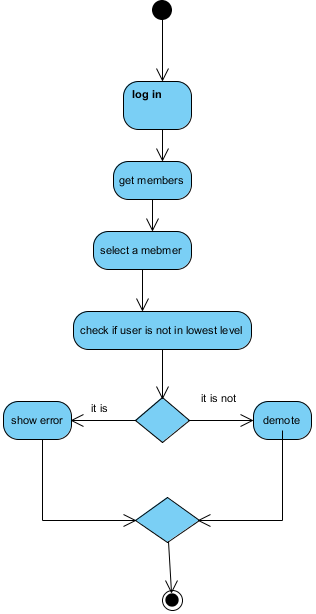 log in
get members
select a mebmer
check if user is not in lowest level
it is
it is not
show error
demote